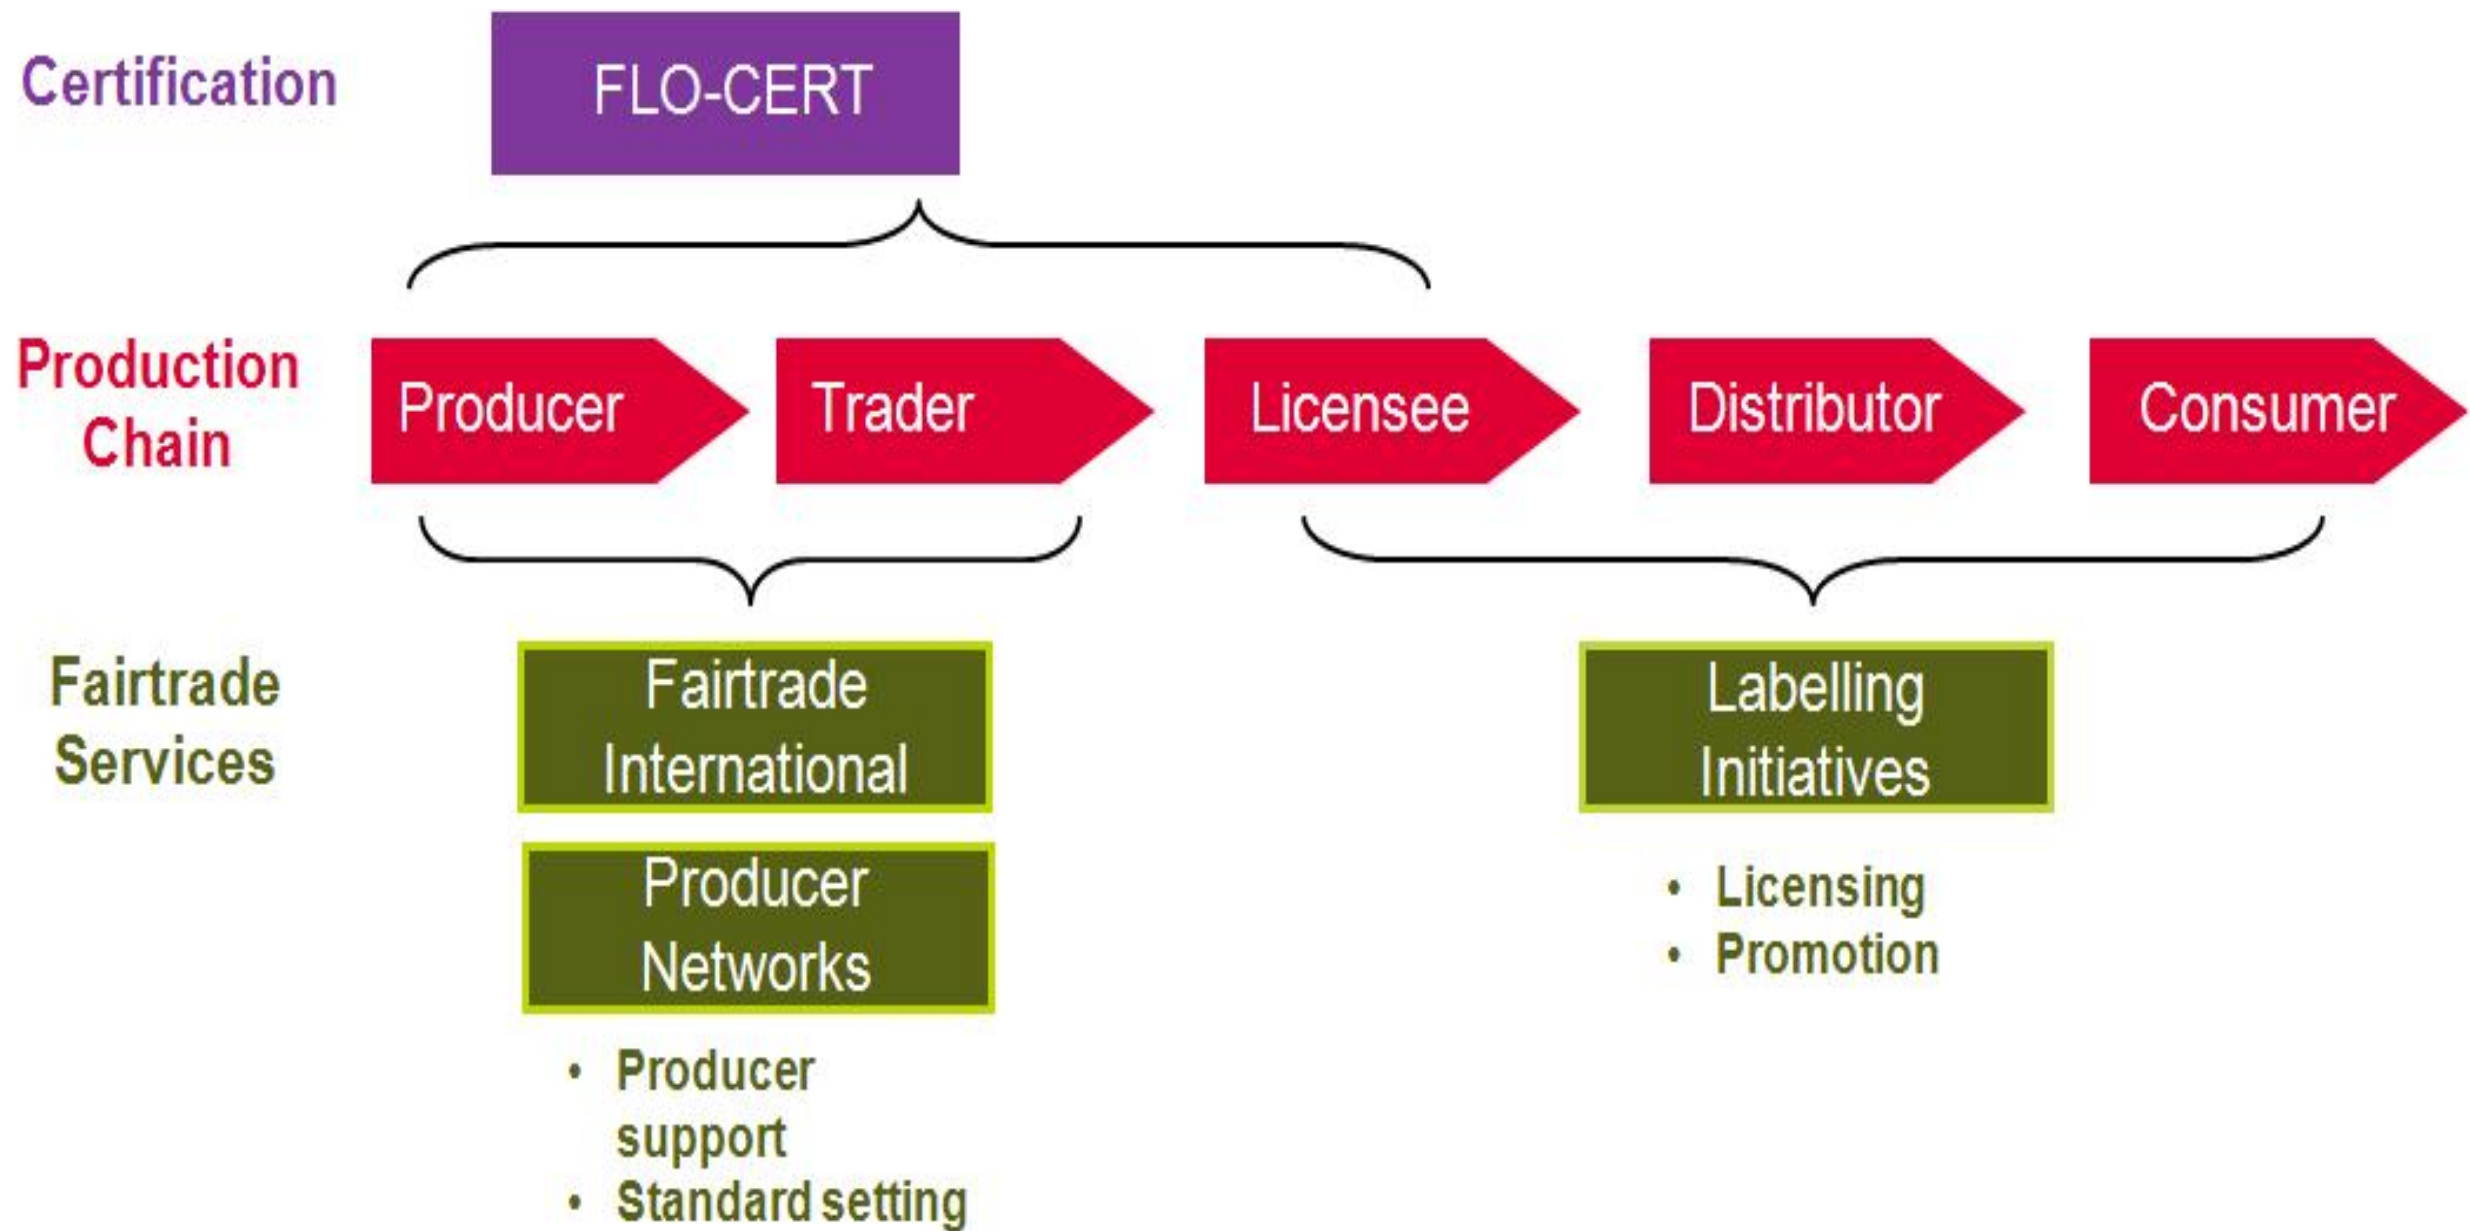 Certification
FLO-CERT
Production
Chain
Producer
Trader
Licensee
Distributor
Consumer
Fairtrade
Services
Fairtrade
International
Producer
Networks
• Producer
support
• Standard setting
Labelling
Initiatives
• Licensing
• Promotion